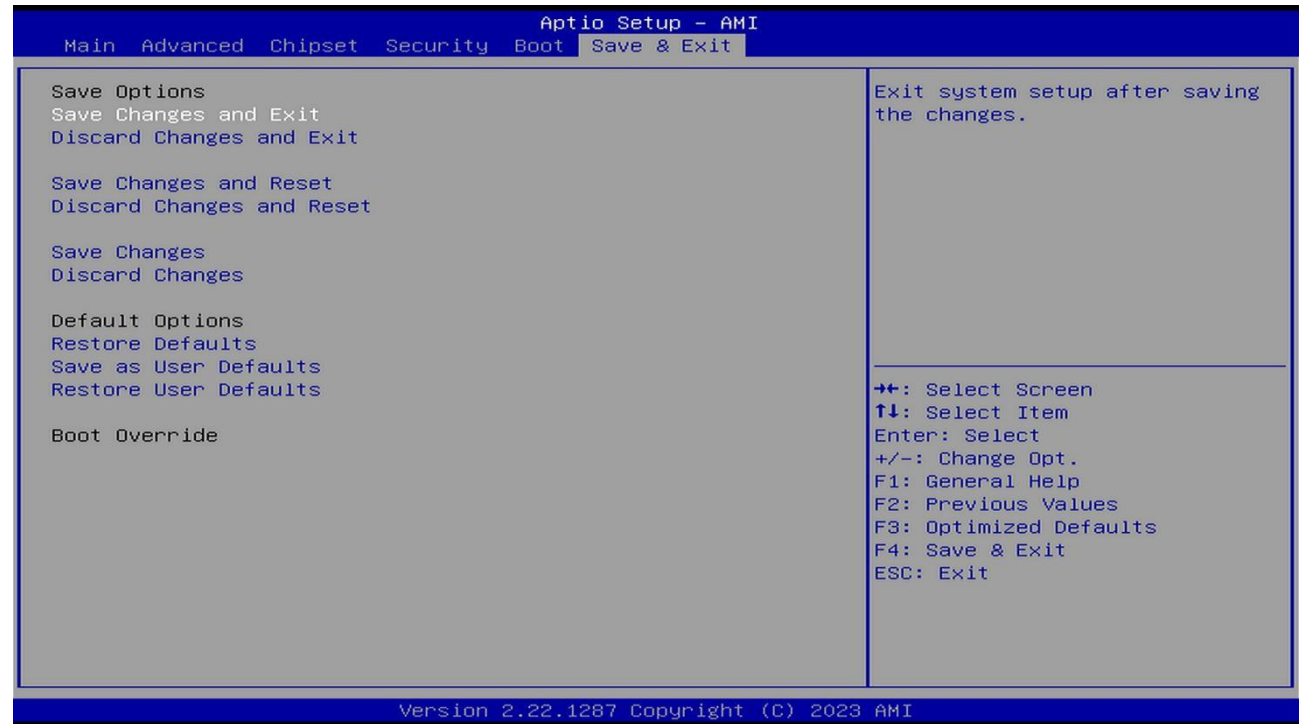 Aptio Setup – AMI
Main Advanced Chipset Security Boot Save & Exit
Save Options
Save Changes and Exit
Discard Changes and Exit
Save Changes and Reset
Discard Changes and Reset
Save Changes
Discard Changes
Default Options
Restore Defaults
Save as User Defaults
Restore User Defaults
Boot Override
Exit system setup after saving
the changes.
→←: Select Screen
↑↓: Select Item
Enter: Select
+/-: Change Opt.
F1: General Help
F2: Previous Values
F3: Optimized Defaults
F4: Save & Exit
ESC: Exit
Version 2.22.1287 Copyright (C) 2023 AMI